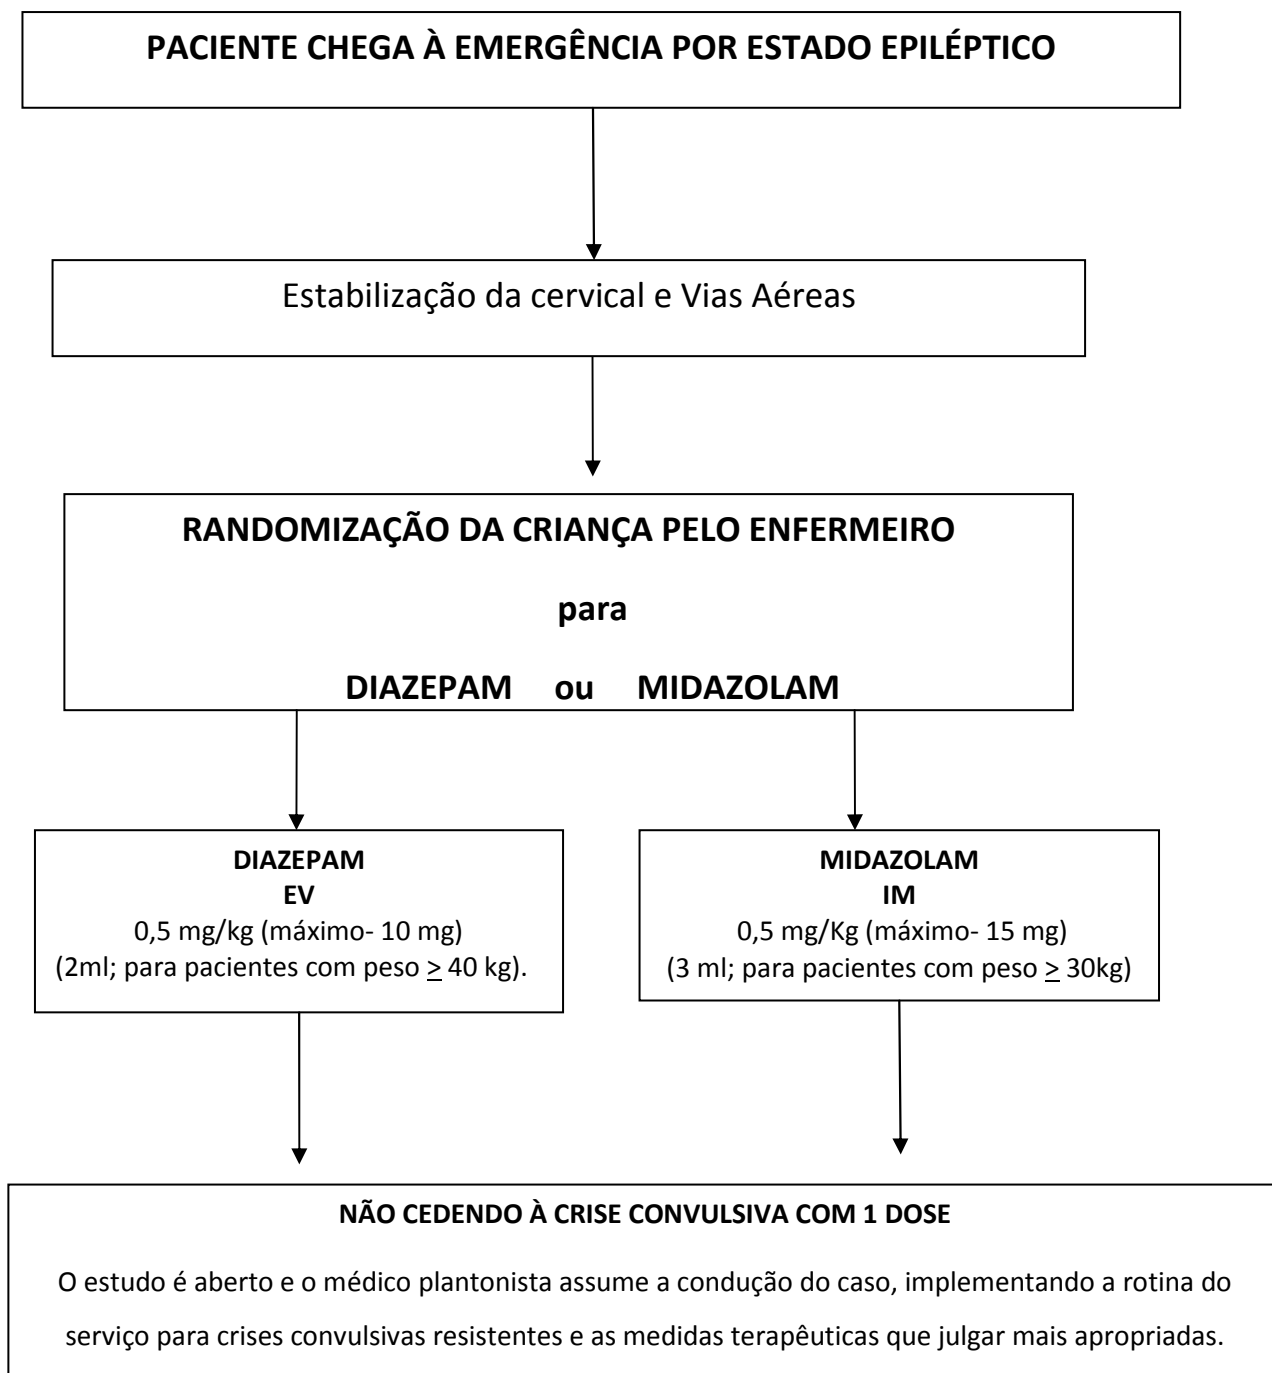 PACIENTE CHEGA À EMERGÊNCIA POR ESTADO EPILÉPTICO
Estabilização da cervical e Vias Aéreas
RANDOMIZAÇÃO DA CRIANÇA PELO ENFERMEIRO
para
DIAZEPAM ou MIDAZOLAM
DIAZEPAM
EV
0,5 mg/kg (máximo- 10 mg)
(2ml; para pacientes com peso ≥ 40 kg).
MIDAZOLAM
IM
0,5 mg/Kg (máximo- 15 mg)
(3 ml; para pacientes com peso ≥ 30kg)
NÃO CEDENDO À CRISE CONVULSIVA COM 1 DOSE
O estudo é aberto e o médico plantonista assume a condução do caso, implementando a rotina do
serviço para crises convulsivas resistentes e as medidas terapêuticas que julgar mais apropriadas.